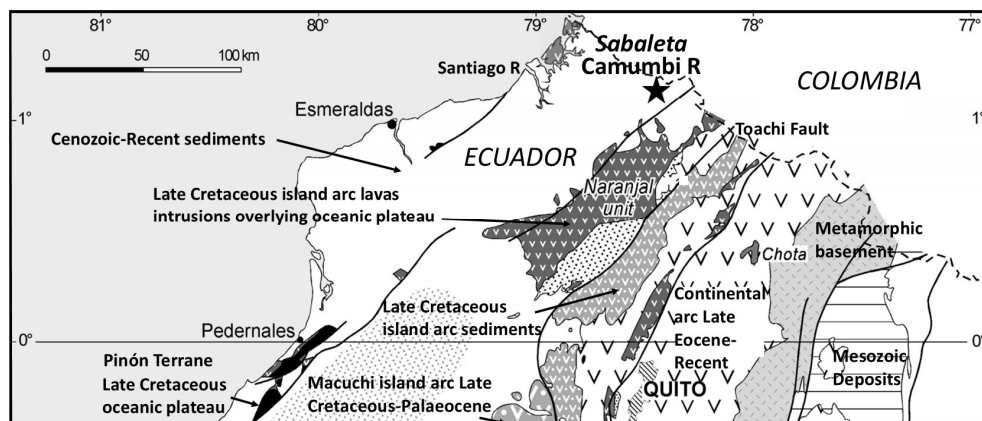 81°
80°
79°
78°
77°
0
50
100 km
Sabaleta
Camumbi R
COLOMBIA
Santiago R
Esmeraldas
1°
1°
Toachi Fault
Cenozoic-Recent sediments
ECUADOR
Naranjal
unit
Late Cretaceous island arc lavas
intrusions overlying oceanic plateau
Metamorphic
basement
Chota
Late Cretaceous
island arc sediments
Continental
arc Late
Eocene-
Recent
Pedernales
0°
0°
Pinón Terrane
Late Cretaceous
oceanic plateau
Macuchi island arc Late
Cretaceous-Palaeocene
QUITO
Mesozoic
Deposits